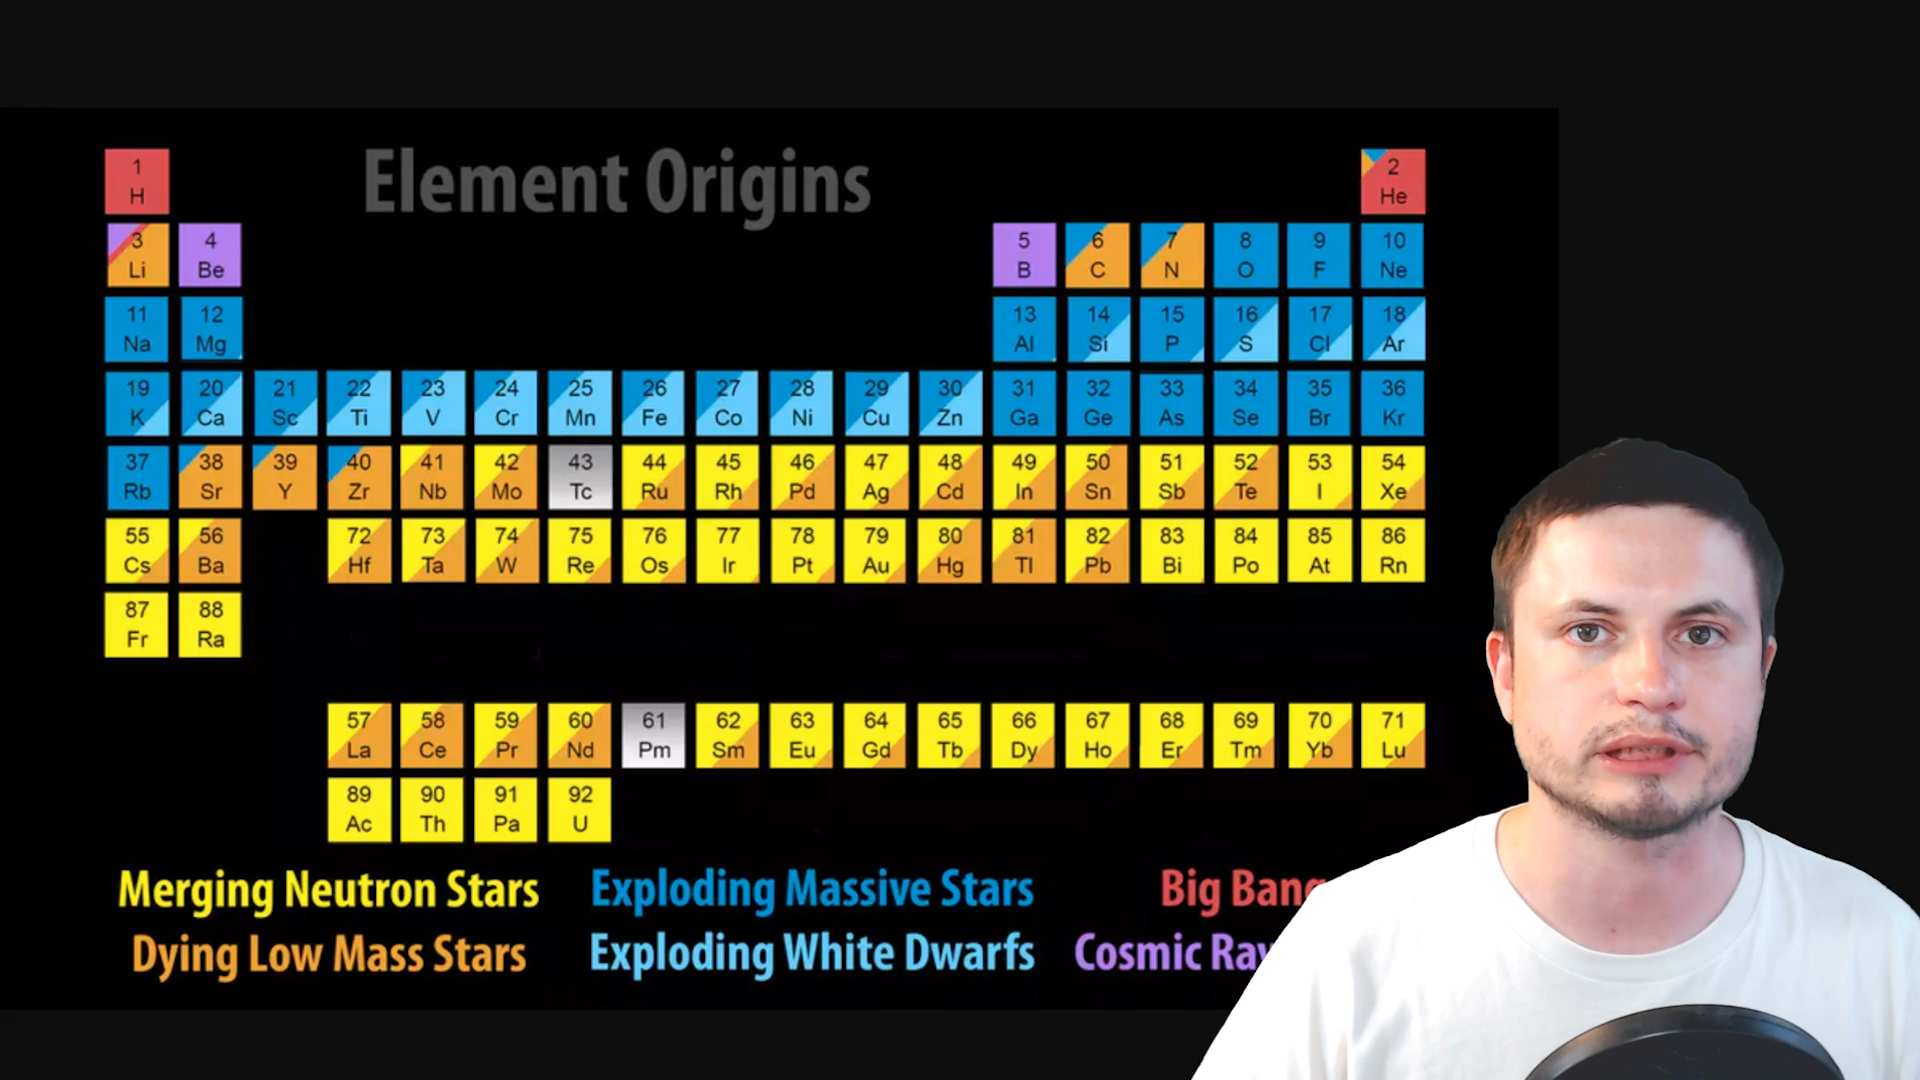 Element Origins
1 2
H He
3 4 5 6 7 8 9 10
Li Be B C N O F Ne
11 12 13 14 15 16 17 18
Na Mg Al Si P S Cl Ar
19 20 21 22 23 24 25 26 27 28 29 30 31 32 33 34 35 36
K Ca Sc Ti V Cr Mn Fe Co Ni Cu Zn Ga Ge As Se Br Kr
37 38 39 40 41 42 43 44 45 46 47 48 49 50 51 52 53 54
Rb Sr Y Zr Nb Mo Tc Ru Rh Pd Ag Cd In Sn Sb Te I Xe
55 56 72 73 74 75 76 77 78 79 80 81 82 83 84 85 86
Cs Ba Hf Ta W Re Os Ir Pt Au Hg Tl Pb Bi Po At Rn
87 88
Fr Ra
57 58 59 60 61 62 63 64 65 66 67 68 69 70 71
La Ce Pr Nd Pm Sm Eu Gd Tb Dy Ho Er Tm Yb Lu
89 90 91 92
Ac Th Pa U
Merging Neutron Stars Exploding Massive Stars Big Bang
Dying Low Mass Stars Exploding White Dwarfs Cosmic